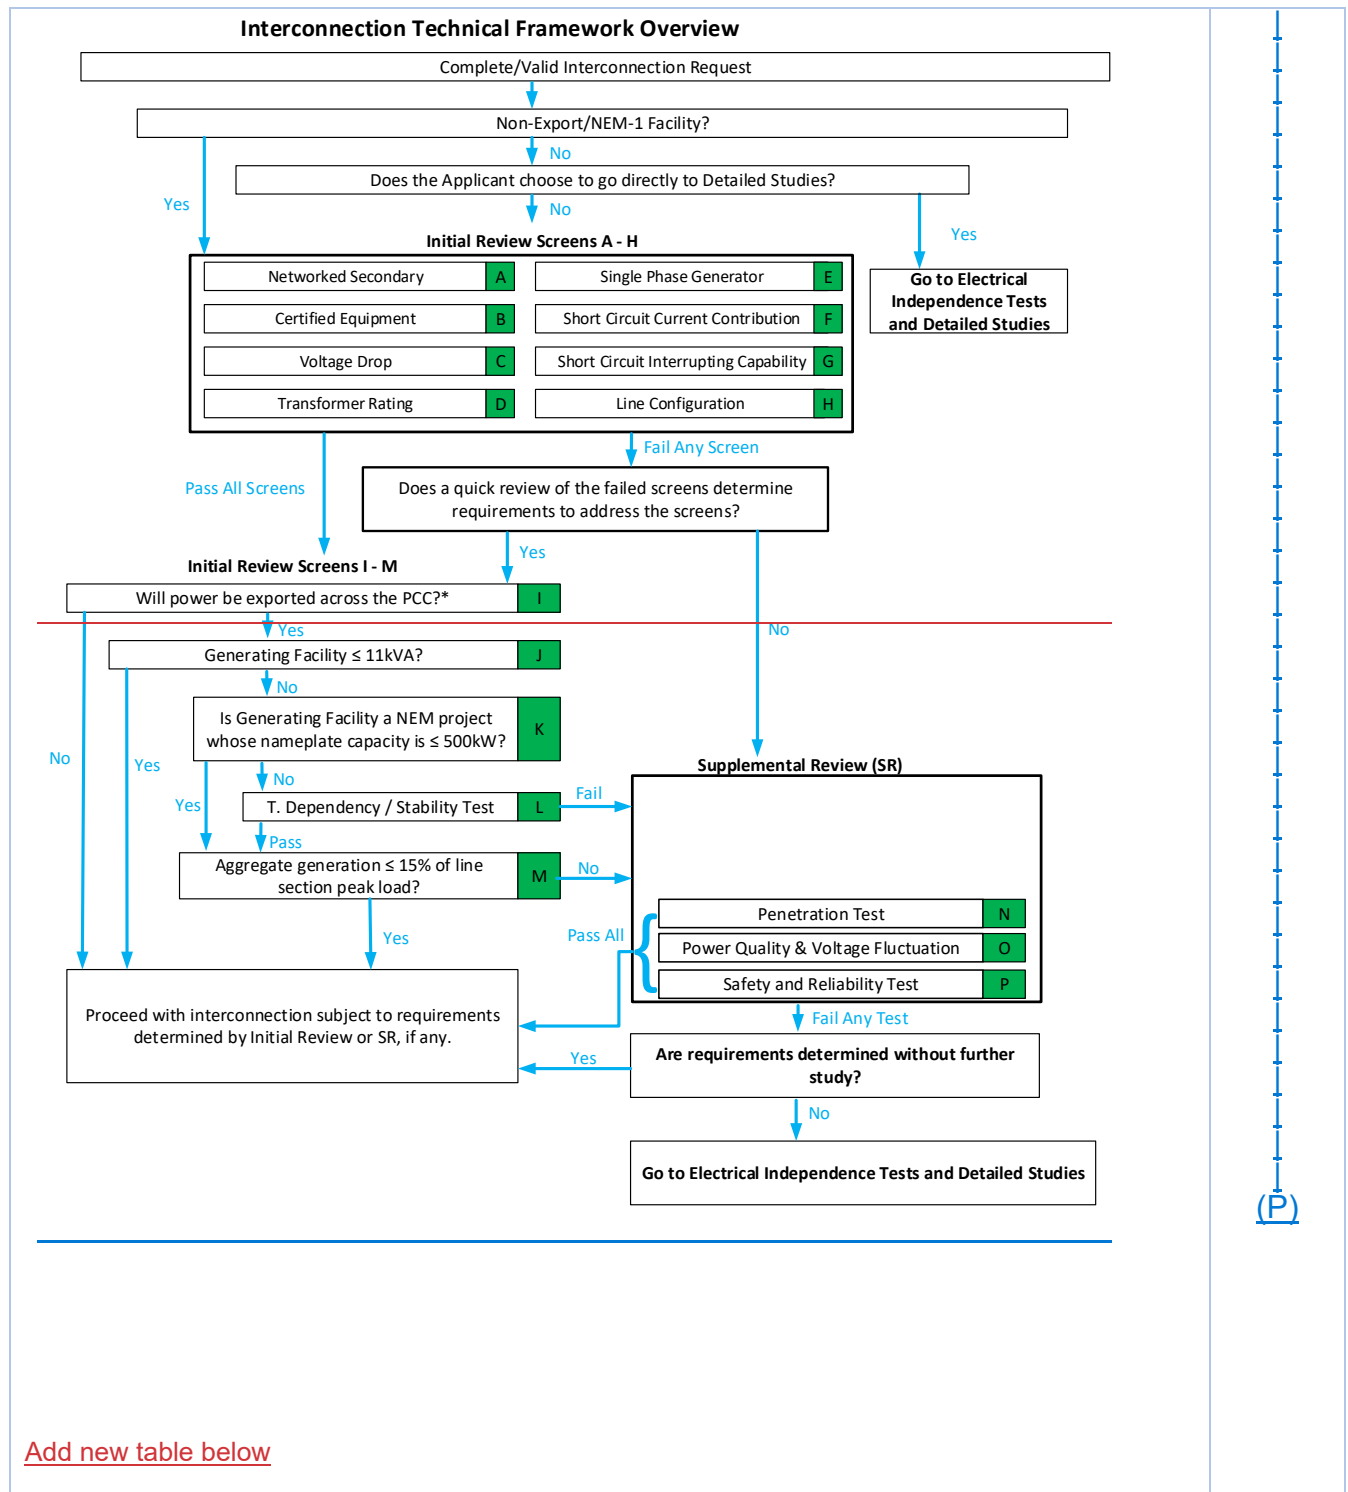 Interconnection Technical Framework Overview
Complete/Valid Interconnection Request
Non-Export/NEM-1 Facility?
No
Does the Applicant choose to go directly to Detailed Studies?
Yes
No
Yes
Initial Review Screens A - H
Networked Secondary A
Single Phase Generator E
Certified Equipment B
Short Circuit Current Contribution F
Voltage Drop C
Short Circuit Interrupting Capability G
Transformer Rating D
Line Configuration H
Go to Electrical
Independence Tests
and Detailed Studies
Fail Any Screen
Pass All Screens
Does a quick review of the failed screens determine
requirements to address the screens?
Yes
Initial Review Screens I - M
Will power be exported across the PCC?* I
Yes
No
Generating Facility ≤ 11kVA? J
No
Is Generating Facility a NEM project
whose nameplate capacity is ≤ 500kW?
K
No
Yes
No
Yes
Supplemental Review (SR)
T. Dependency / Stability Test L
Fail
Pass
Aggregate generation ≤ 15% of line
section peak load?
M
No
Yes
Penetration Test N
Pass All
Power Quality & Voltage Fluctuation O
Safety and Reliability Test P
Proceed with interconnection subject to requirements
determined by Initial Review or SR, if any.
Fail Any Test
Yes
Are requirements determined without further
study?
No
Go to Electrical Independence Tests and Detailed Studies
(P)
Add new table below